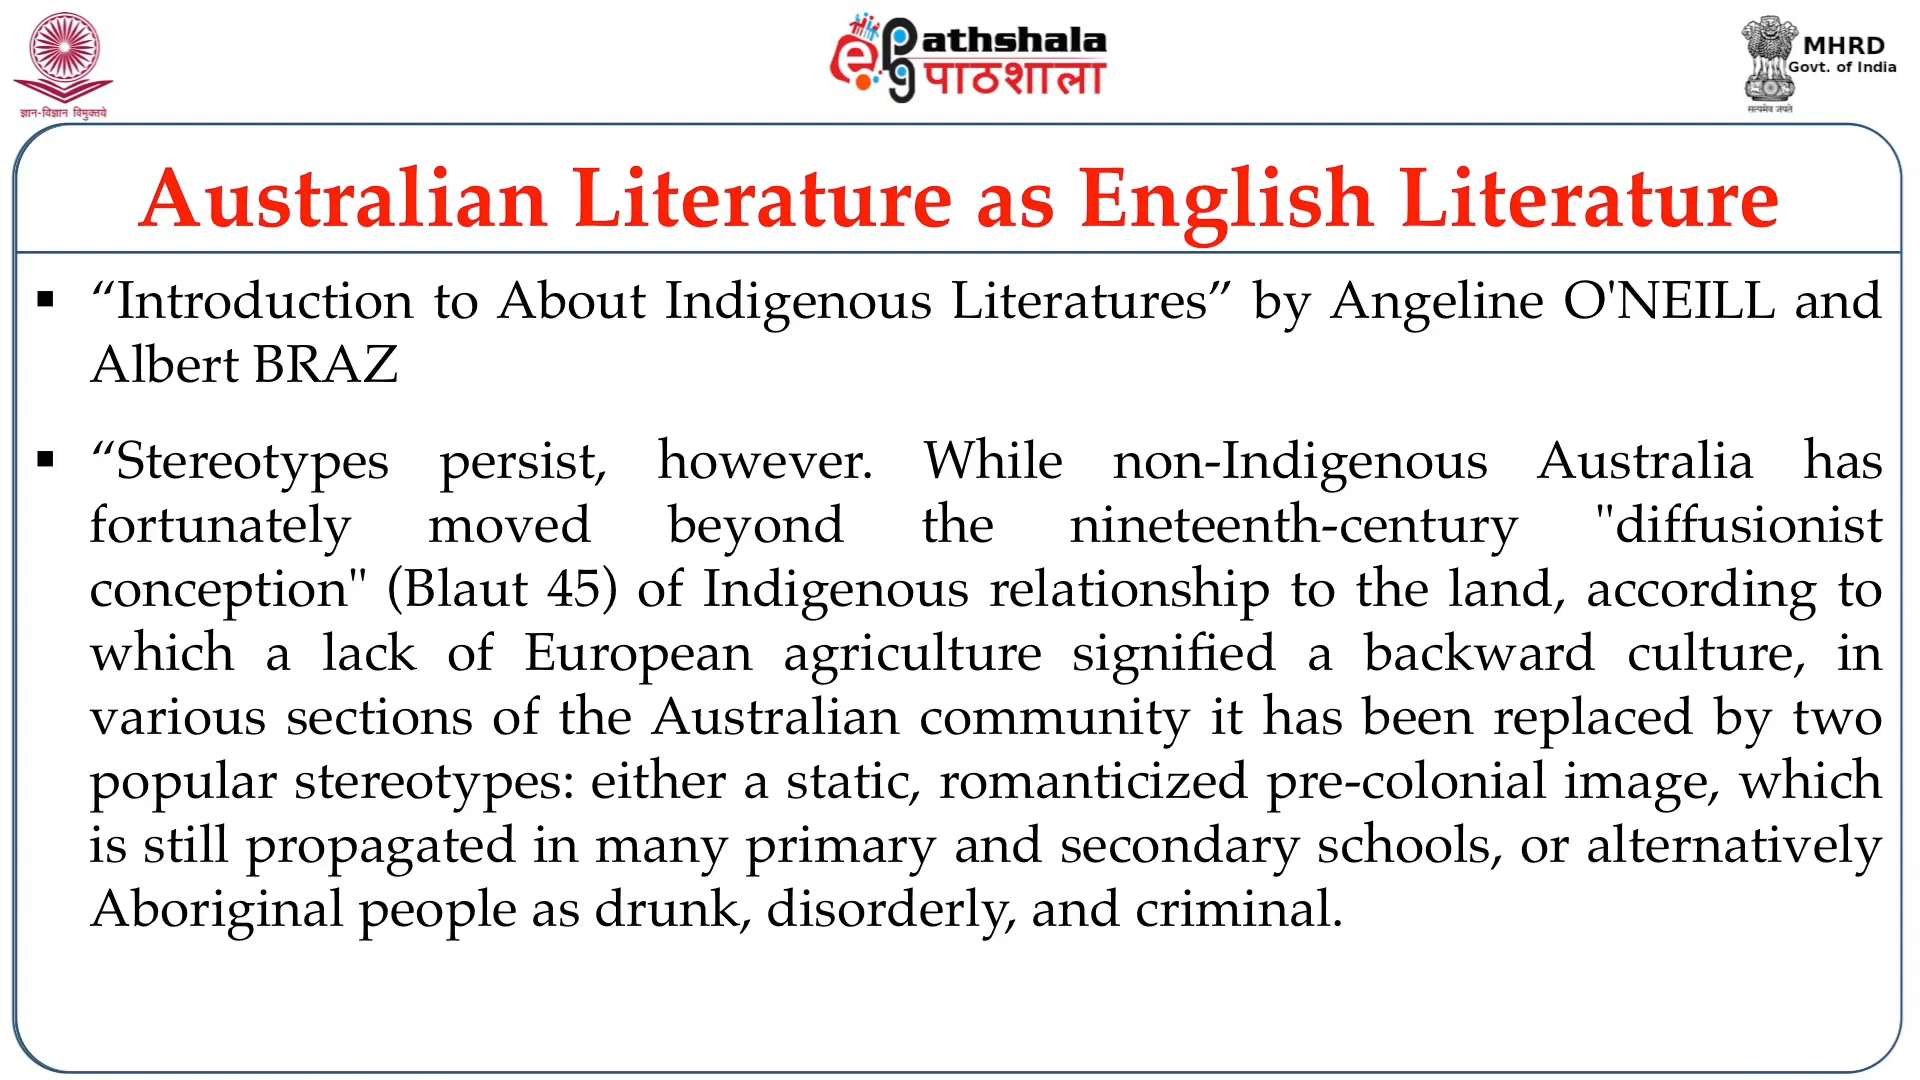 ज्ञान-विज्ञान विमुक्तये
e
PG
athshala
पाठशाला
MHRD
Govt. of India
सत्यमेव जयते
Australian Literature as English Literature
▪ “Introduction to About Indigenous Literatures” by Angeline O'NEILL and
Albert BRAZ
▪ “Stereotypes persist, however. While non-Indigenous Australia has
fortunately moved beyond the nineteenth-century "diffusionist
conception" (Blaut 45) of Indigenous relationship to the land, according to
which a lack of European agriculture signified a backward culture, in
various sections of the Australian community it has been replaced by two
popular stereotypes: either a static, romanticized pre-colonial image, which
is still propagated in many primary and secondary schools, or alternatively
Aboriginal people as drunk, disorderly, and criminal.